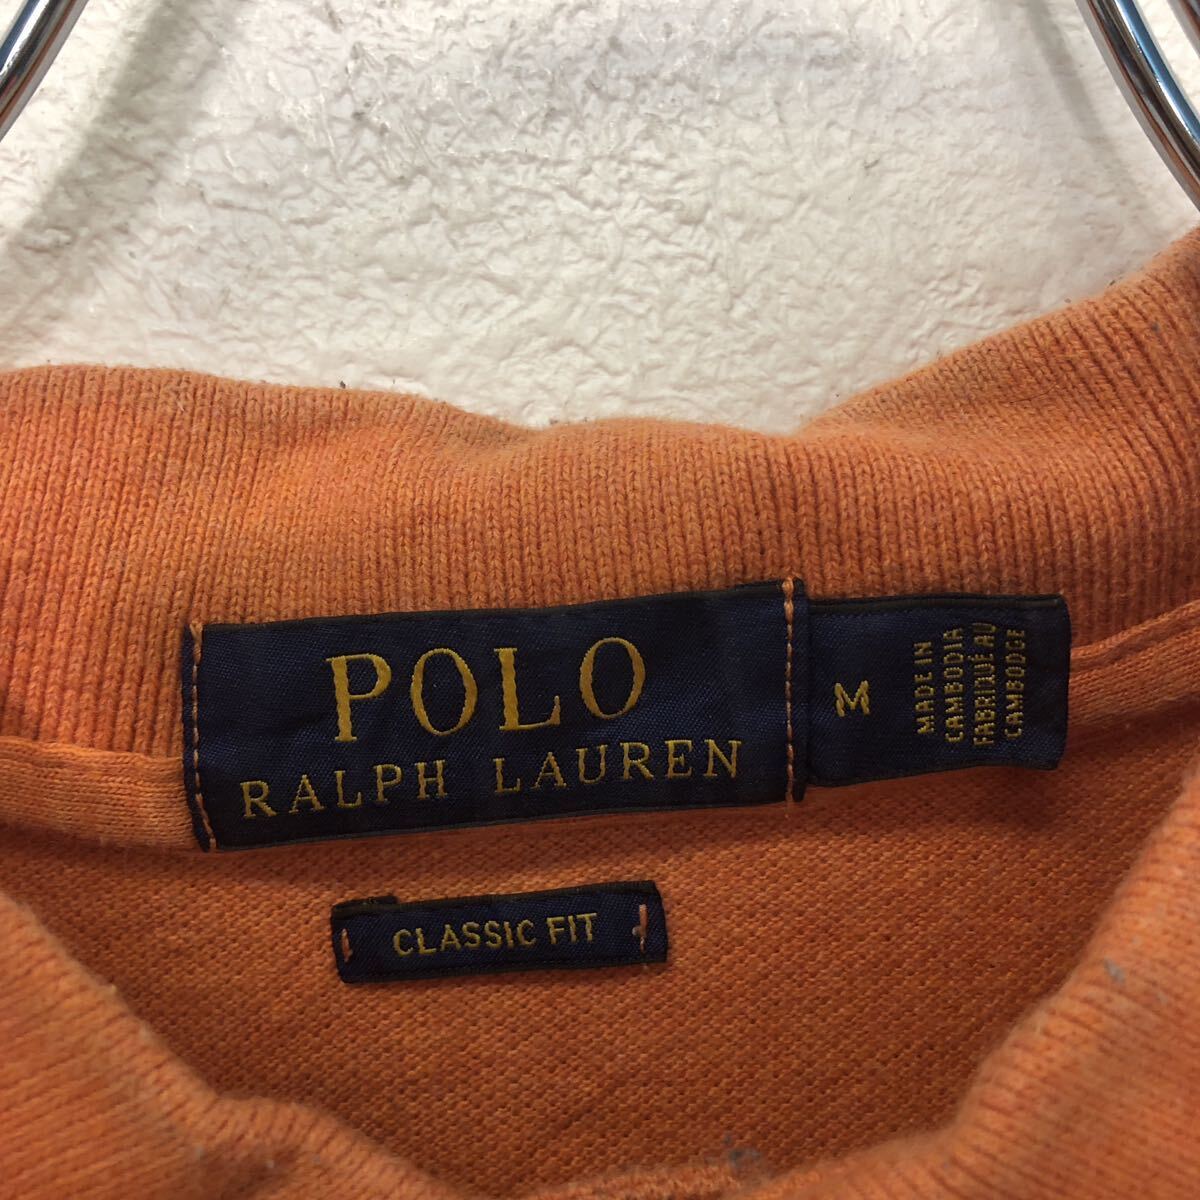 POLO
RALPH LAUREN
M
MADE IN
CAMBODIA
FABRIQUÉ AU
CAMBODGE
CLASSIC FIT